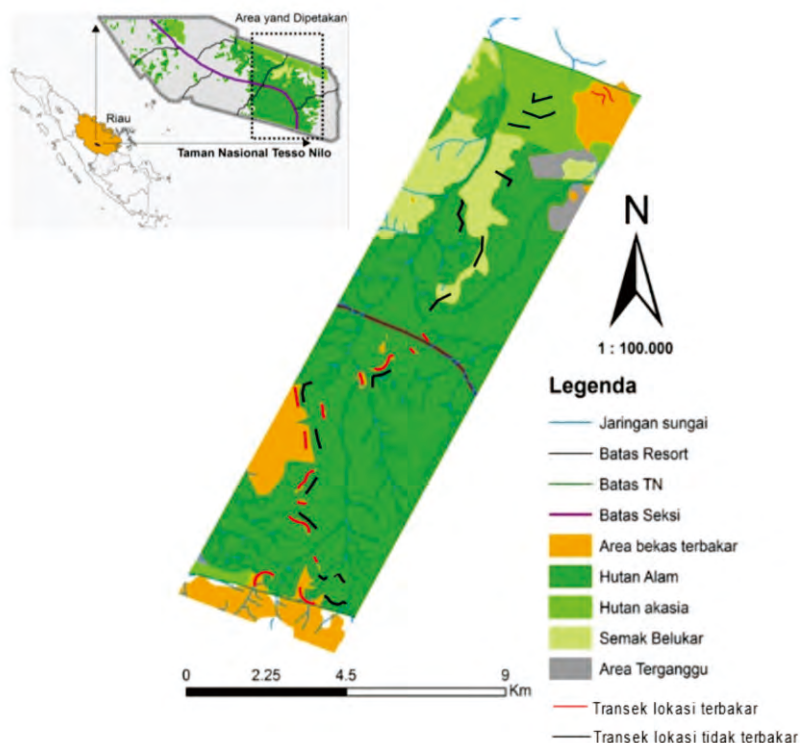 Area yand Dipetakan
Riau
Taman Nasional Tesso Nilo
N
1 : 100.000
Legenda
Jaringan sungai
Batas Resort
Batas TN
Batas Seksi
Area bekas terbakar
Hutan Alam
Hutan akasia
Semak Belukar
Area Terganggu
Transek lokasi terbakar
Transek lokasi tidak terbakar
0 2.25 4.5 9
Km